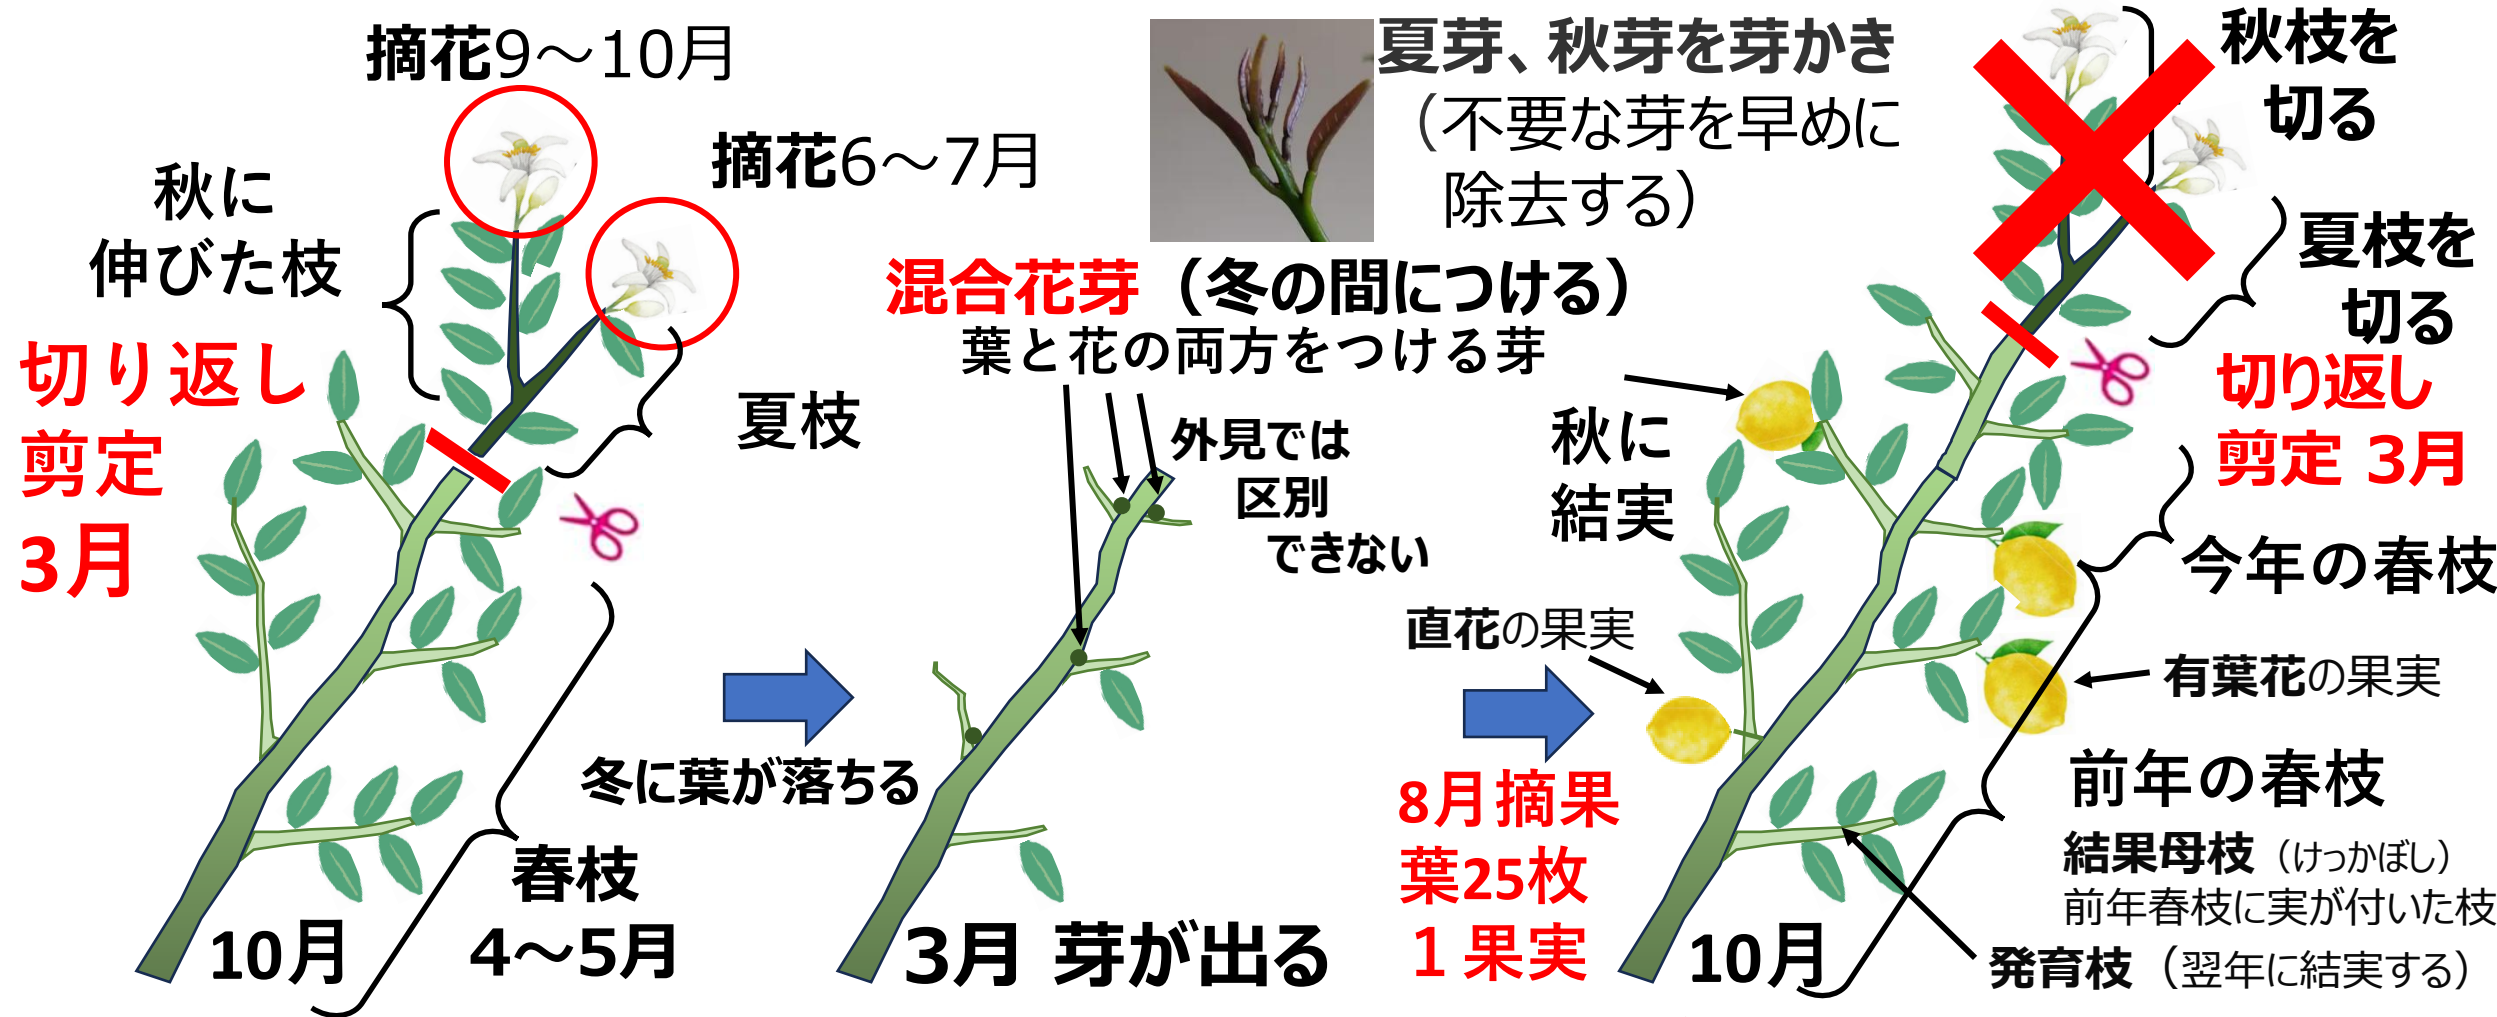 摘花9～10月
摘花6～7月
秋に
伸びた枝
切り返し
剪定
3月
夏枝
春枝
4～5月
10月
冬に葉が落ちる
夏芽、秋芽を芽かき
（不要な芽を早めに
除去する）
混合花芽（冬の間につける）
葉と花の両方をつける芽
外見では
区別
できない
3月 芽が出る
秋に
結実
直花の果実
8月摘果
葉25枚
1果実
10月
秋枝を
切る
夏枝を
切る
切り返し
剪定 3月
今年の春枝
有葉花の果実
前年の春枝
結果母枝（けっかぼし）
前年春枝に実が付いた枝
発育枝（翌年に結実する）